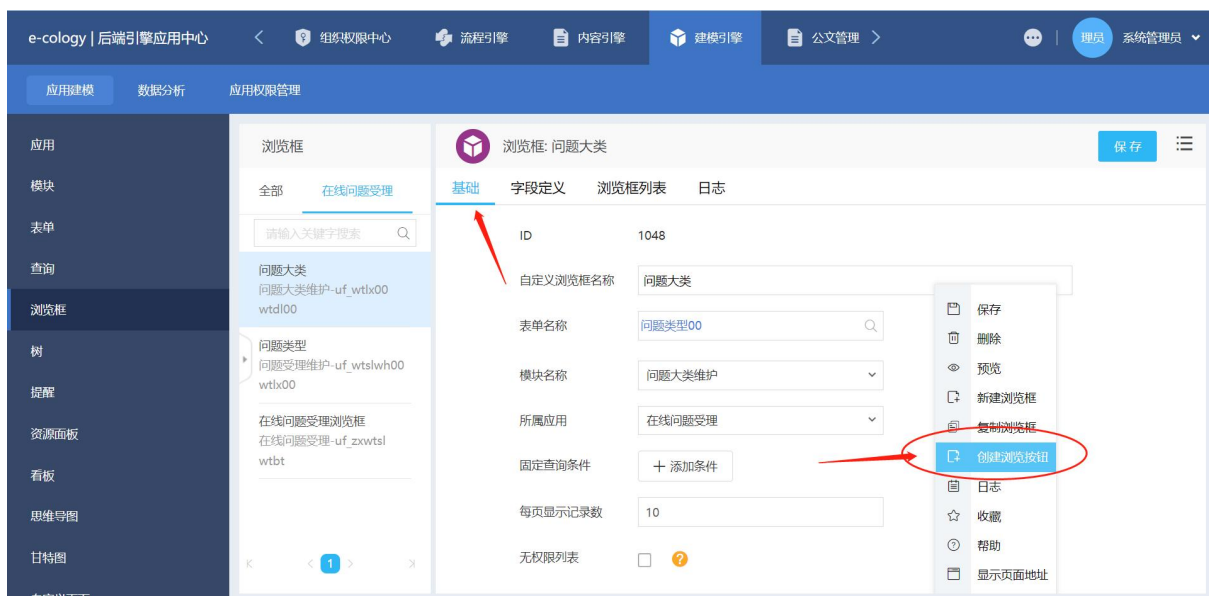 e-cology | 后端引擎应用中心 组织权限中心 流程引擎 内容引擎 建模引擎 公文管理 理员 系统管理员
应用建模 数据分析 应用权限管理
应用
模块
表单
查询
浏览框
树
提醒
资源面板
看板
思维导图
甘特图
浏览框
全部 在线问题受理
请输入关键字搜索
问题大类
问题大类维护-uf_wtlx00
wtdl00
问题类型
问题受理维护-uf_wtslwh00
wtlx00
在线问题受理浏览框
在线问题受理-uf_zxwtsl
wtbt
1
浏览框: 问题大类 保存
基础 字段定义 浏览框列表 日志
ID 1048
自定义浏览框名称 问题大类
表单名称 问题类型00
模块名称 问题大类维护
所属应用 在线问题受理
固定查询条件 添加条件
每页显示记录数 10
无权限列表 ?
保存
删除
预览
新建浏览框
复制浏览框
创建浏览按钮
日志
收藏
帮助
显示页面地址